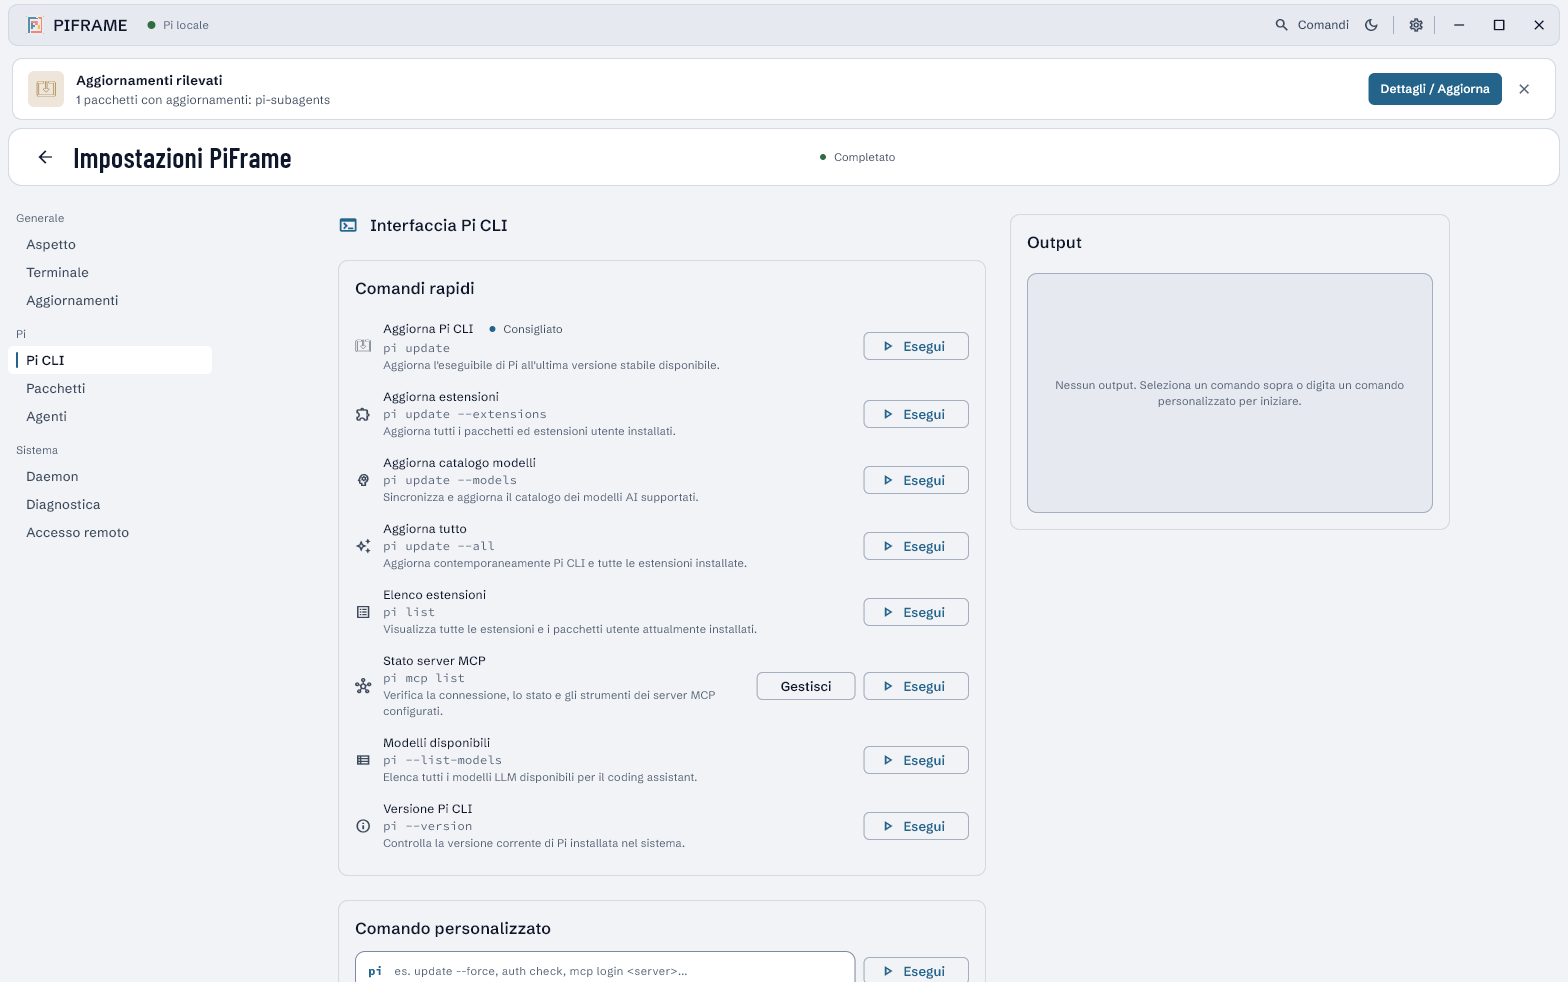 PIFRAME
Pi locale
Comandi
Aggiornamenti rilevati
1 pacchetti con aggiornamenti: pi-subagents
Dettagli / Aggiorna
Impostazioni PiFrame
Completato
Generale
Aspetto
Terminale
Aggiornamenti
Pi
Pi CLI
Pacchetti
Agenti
Sistema
Daemon
Diagnostica
Accesso remoto
Interfaccia Pi CLI
Comandi rapidi
Aggiorna Pi CLI
Consigliato
pi update
Aggiorna l'eseguibile di Pi all'ultima versione stabile disponibile.
Esegui
Aggiorna estensioni
pi update --extensions
Aggiorna tutti i pacchetti ed estensioni utente installati.
Esegui
Aggiorna catalogo modelli
pi update --models
Sincronizza e aggiorna il catalogo dei modelli AI supportati.
Esegui
Aggiorna tutto
pi update --all
Aggiorna contemporaneamente Pi CLI e tutte le estensioni installate.
Esegui
Elenco estensioni
pi list
Visualizza tutte le estensioni e i pacchetti utente attualmente installati.
Esegui
Stato server MCP
pi mcp list
Verifica la connessione, lo stato e gli strumenti dei server MCP
configurati.
Gestisci
Esegui
Modelli disponibili
pi --list-models
Elenca tutti i modelli LLM disponibili per il coding assistant.
Esegui
Versione Pi CLI
pi --version
Controlla la versione corrente di Pi installata nel sistema.
Esegui
Comando personalizzato
pi
es. update --force, auth check, mcp login <server>...
Esegui
Output
Nessun output. Seleziona un comando sopra o digita un comando
personalizzato per iniziare.